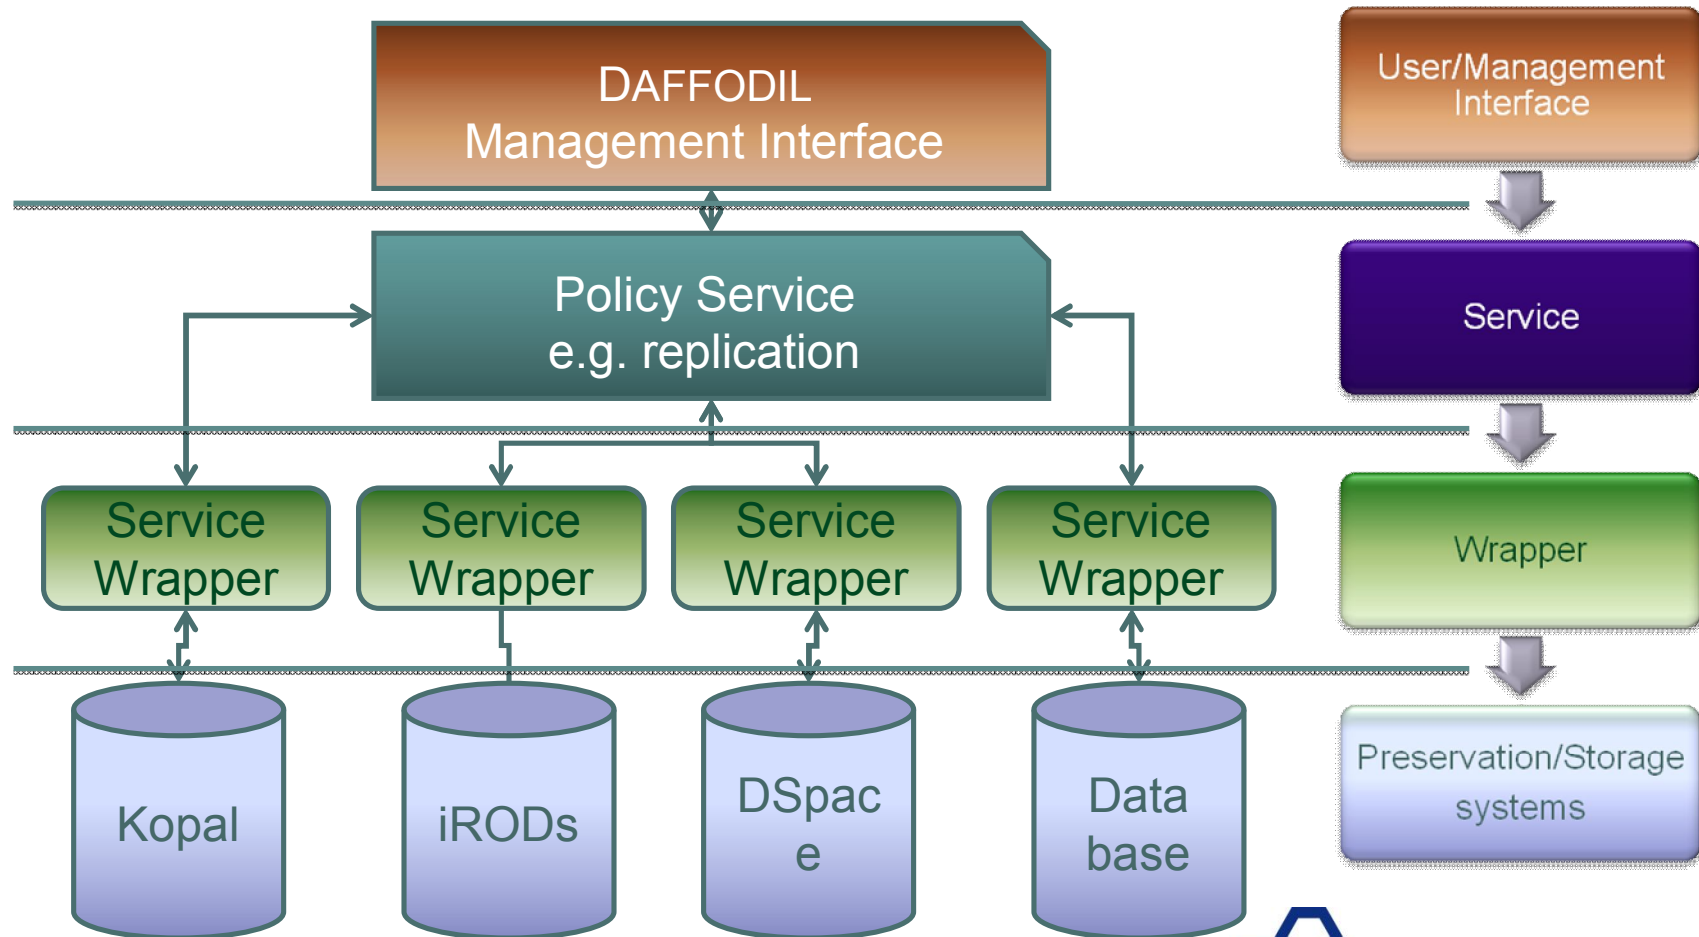 DAFFODIL
Management Interface
User/Management
Interface
Policy Service
e.g. replication
Service
Service
Wrapper
Service
Wrapper
Service
Wrapper
Service
Wrapper
Wrapper
Kopal
iRODs
DSpac
e
Data
base
Preservation/Storage
systems